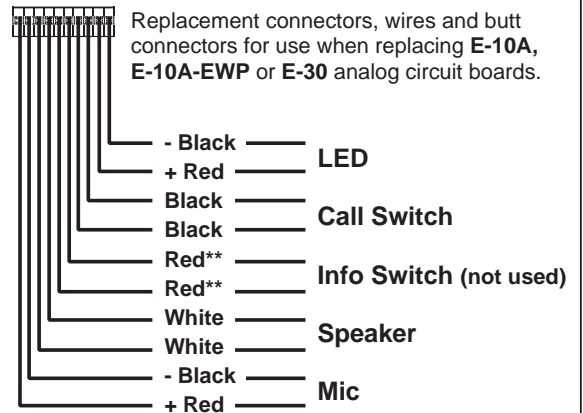 Replacement connectors, wires and butt
connectors for use when replacing E-10A,
E-10A-EWP or E-30 analog circuit boards.
- Black
+ Red
LED
Black
Black
Call Switch
Red**
Red**
Info Switch (not used)
White
White
Speaker
- Black
+ Red
Mic